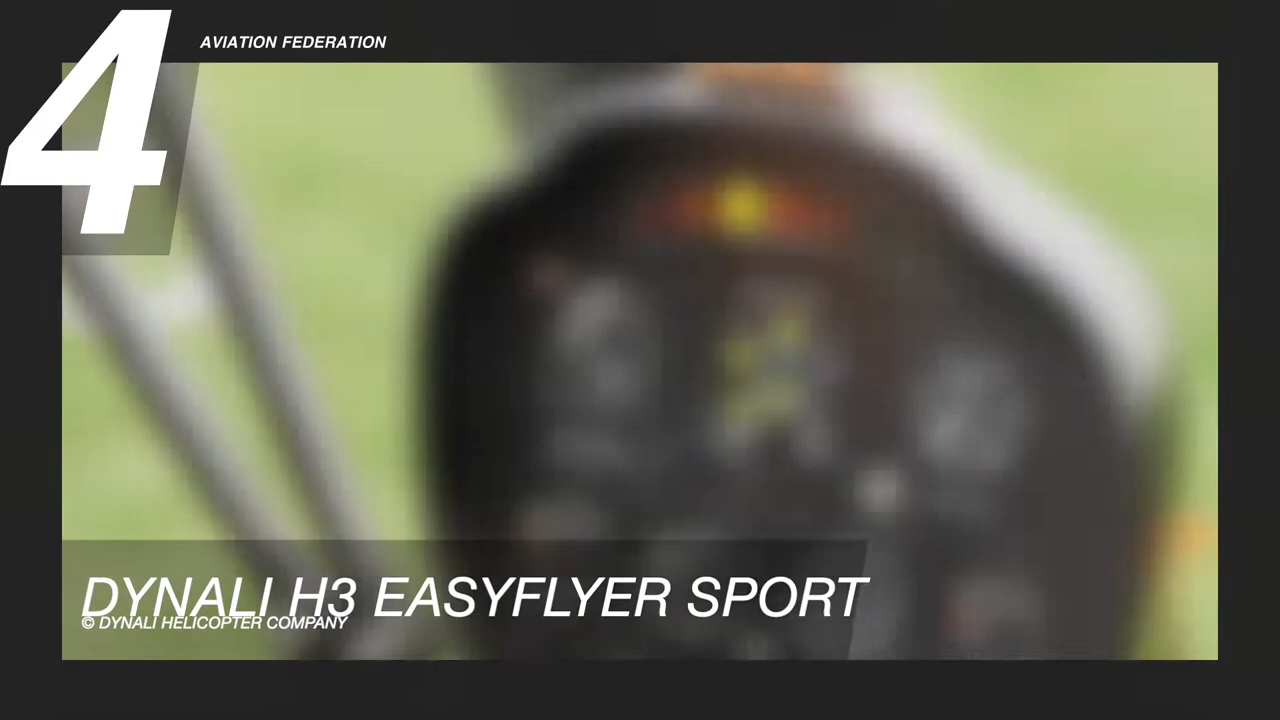 4
AVIATION FEDERATION
DYNALI H3 EASYFLYER SPORT
© DYNALI HELICOPTER COMPANY